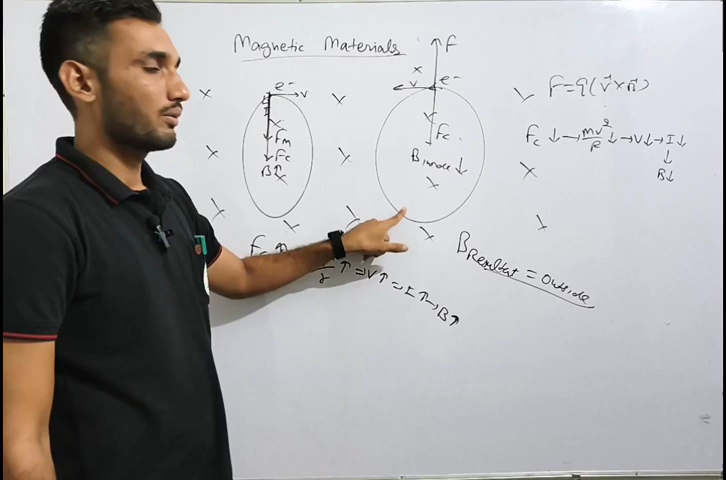 Magnetic Materials
F
e-
v
Fm
Fc
B↑
e-
v
Fc
Binside ↓
F = q(v⃗×B⃗)
Fc ↓ → mv²/R ↓ → V↓ → I↓
↓
B↓
BResultant = outside
↑ = V↑ = I↑ → B↑